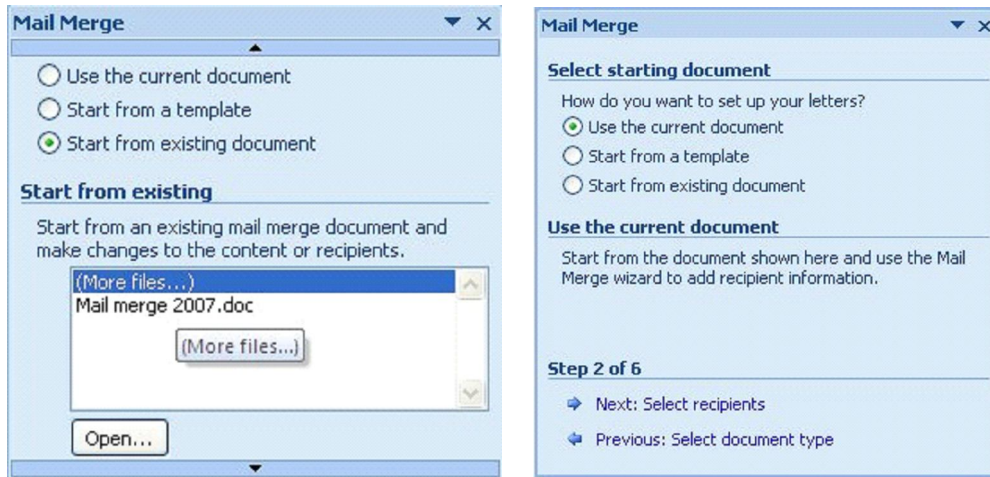 Mail Merge
Use the current document
Start from a template
Start from existing document
Start from existing
Start from an existing mail merge document and
make changes to the content or recipients.
(More files...)
Mail merge 2007.doc
(More files...)
Open...
Mail Merge
Select starting document
How do you want to set up your letters?
Use the current document
Start from a template
Start from existing document
Use the current document
Start from the document shown here and use the Mail
Merge wizard to add recipient information.
Step 2 of 6
Next: Select recipients
Previous: Select document type